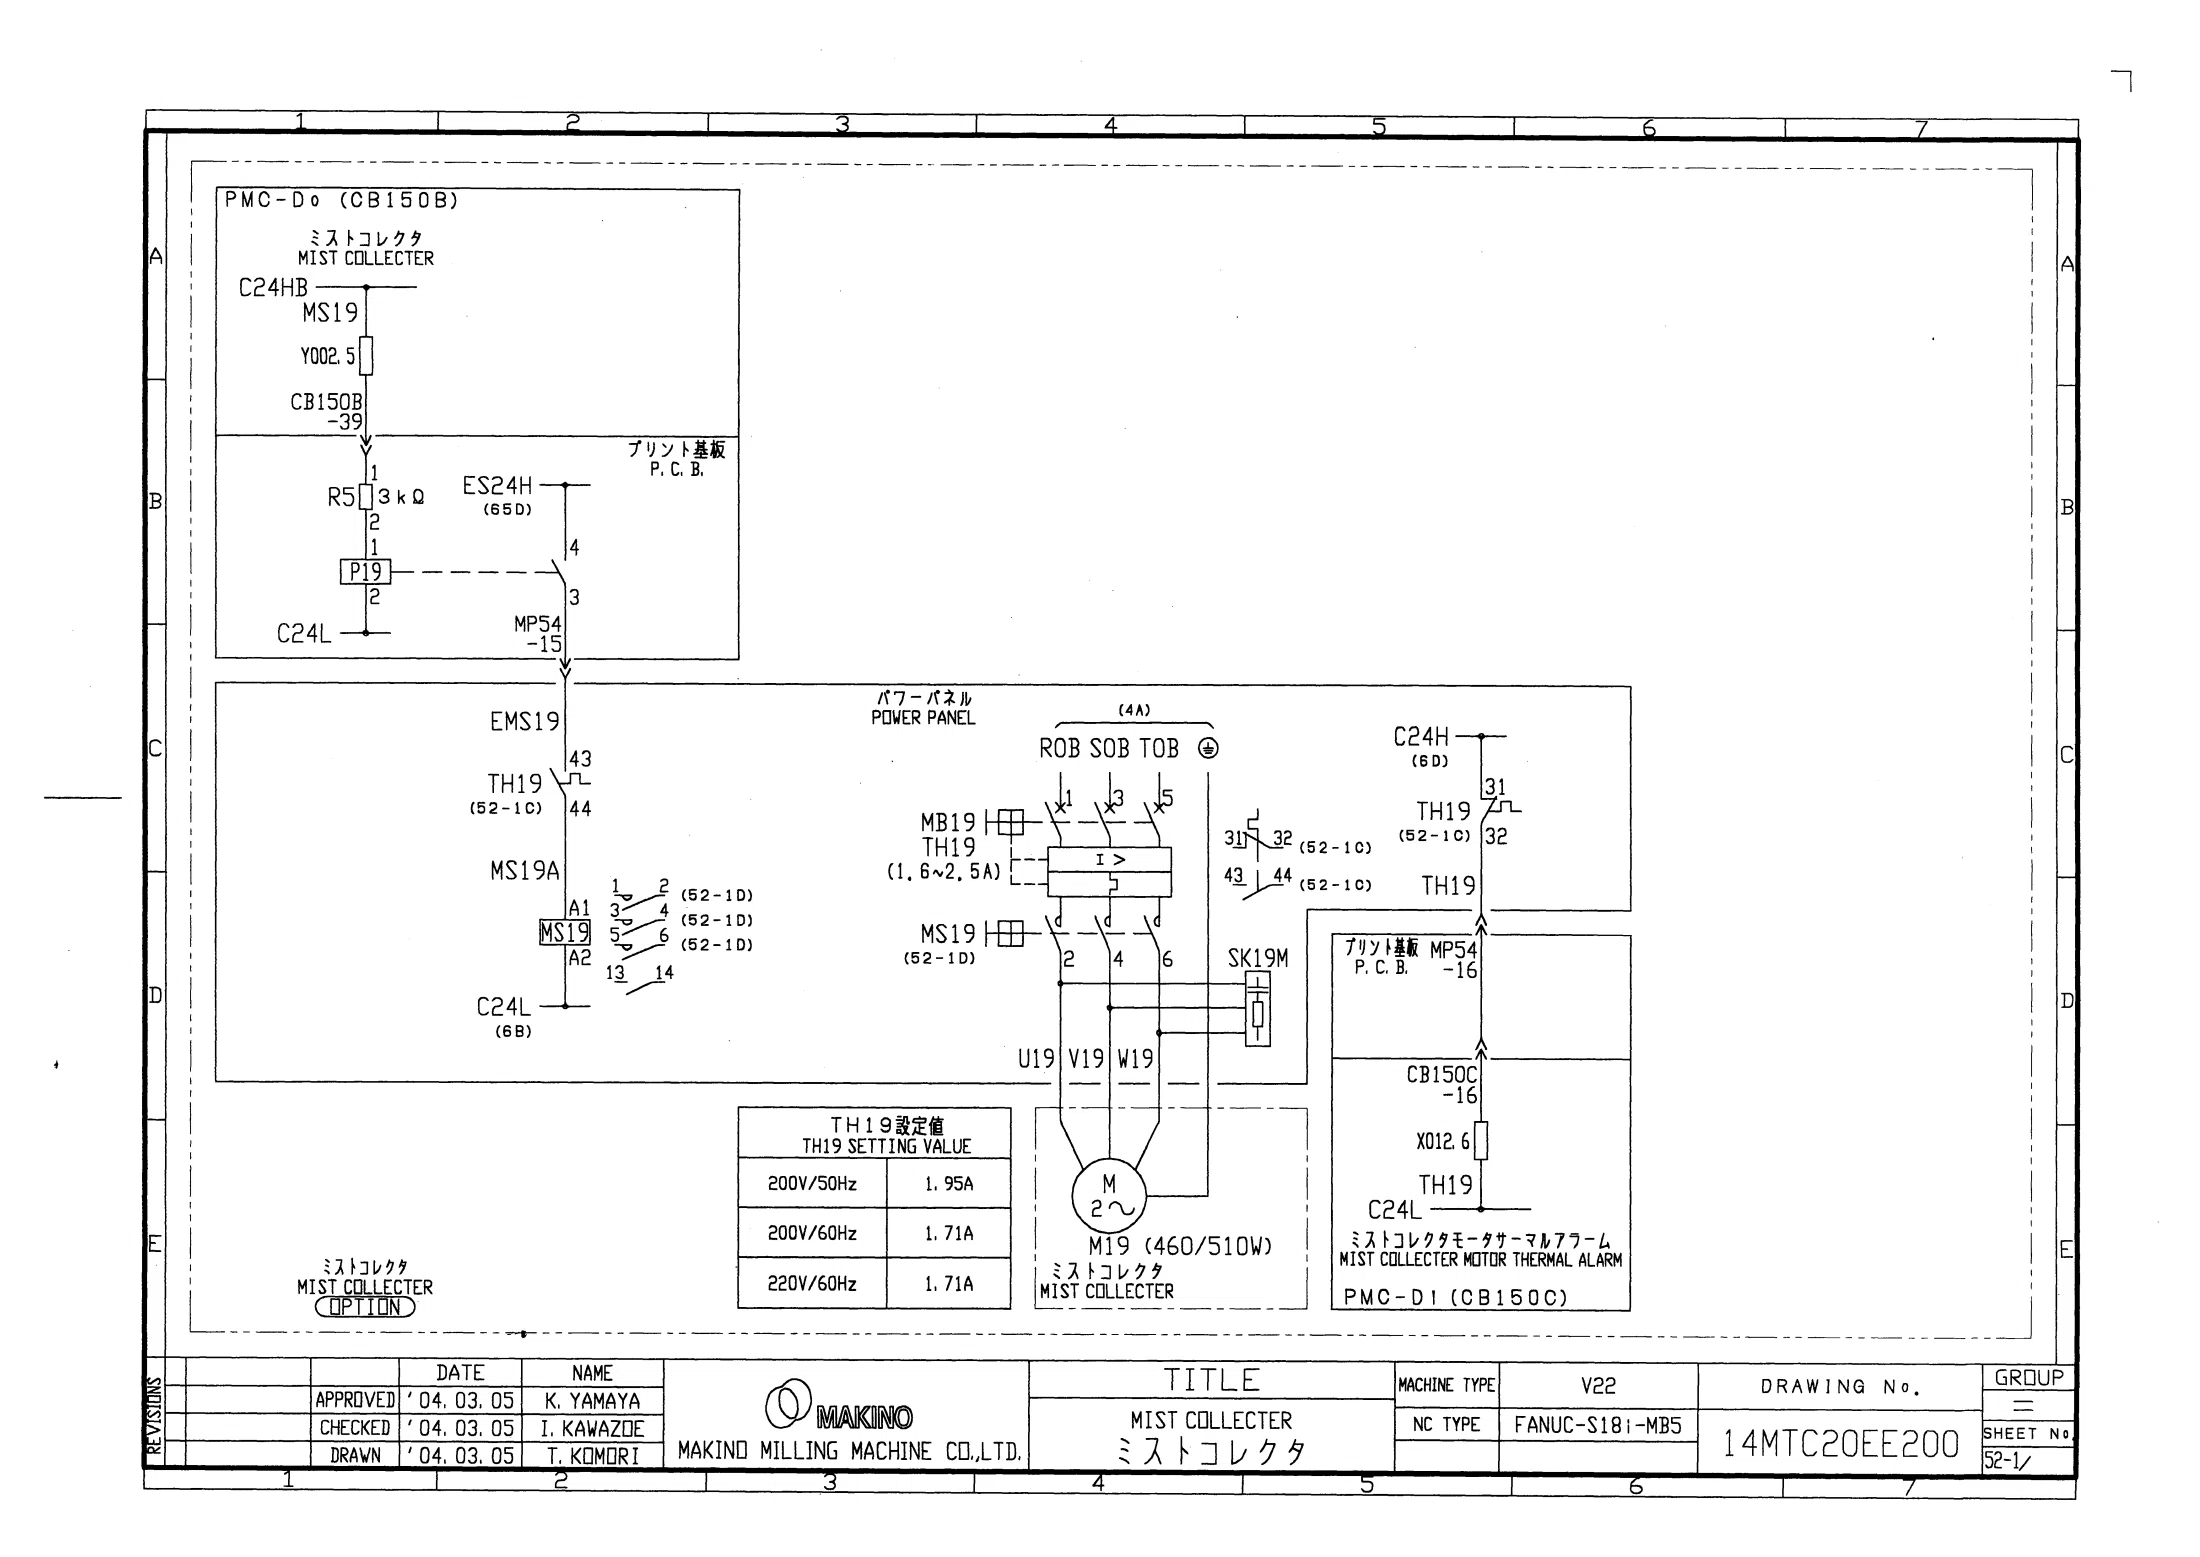 1 2 3 4 5 6 7
A
B
C
D
E
A
B
C
D
E
PMC-Do (CB150B)
ミストコレクタ
MIST COLLECTER
C24HB
MS19
Y002.5
CB150B
-39
プリント基板
P.C.B.
1
R5 3kΩ
2
1
P19
2
C24L
ES24H
(65D)
4
3
MP54
-15
パワーパネル
POWER PANEL
EMS19
43
TH19
(52-1C)
44
MS19A
A1
MS19
A2
C24L
(6B)
1 2 (52-1D)
3 4 (52-1D)
5 6 (52-1D)
13 14
(4A)
R0B S0B T0B
1 3 5
MB19
TH19
(1.6~2.5A)
I >
MS19
(52-1D)
2 4 6
31 32 (52-1C)
43 44 (52-1C)
SK19M
U19 V19 W19
M
2~
M19 (460/510W)
ミストコレクタ
MIST COLLECTER
C24H
(6D)
31
TH19
(52-1C)
32
TH19
プリント基板
P.C.B.
MP54
-16
CB150C
-16
X012.6
TH19
C24L
ミストコレクタモータサーマルアラーム
MIST COLLECTER MOTOR THERMAL ALARM
PMC-DI (CB150C)
TH19設定値
TH19 SETTING VALUE
200V/50Hz 1.95A
200V/60Hz 1.71A
220V/60Hz 1.71A
ミストコレクタ
MIST COLLECTER
OPTION
REVISIONS
DATE NAME
APPROVED '04.03.05 K. YAMAYA
CHECKED '04.03.05 I. KAWAZOE
DRAWN '04.03.05 T. KOMORI
MAKINO
MAKINO MILLING MACHINE CO.,LTD.
TITLE
MIST COLLECTER
ミストコレクタ
MACHINE TYPE V22
NC TYPE FANUC-S18i-MB5
DRAWING No.
14MTC20EE200
GROUP
=
SHEET No.
52-1/
1 2 3 4 5 6 7